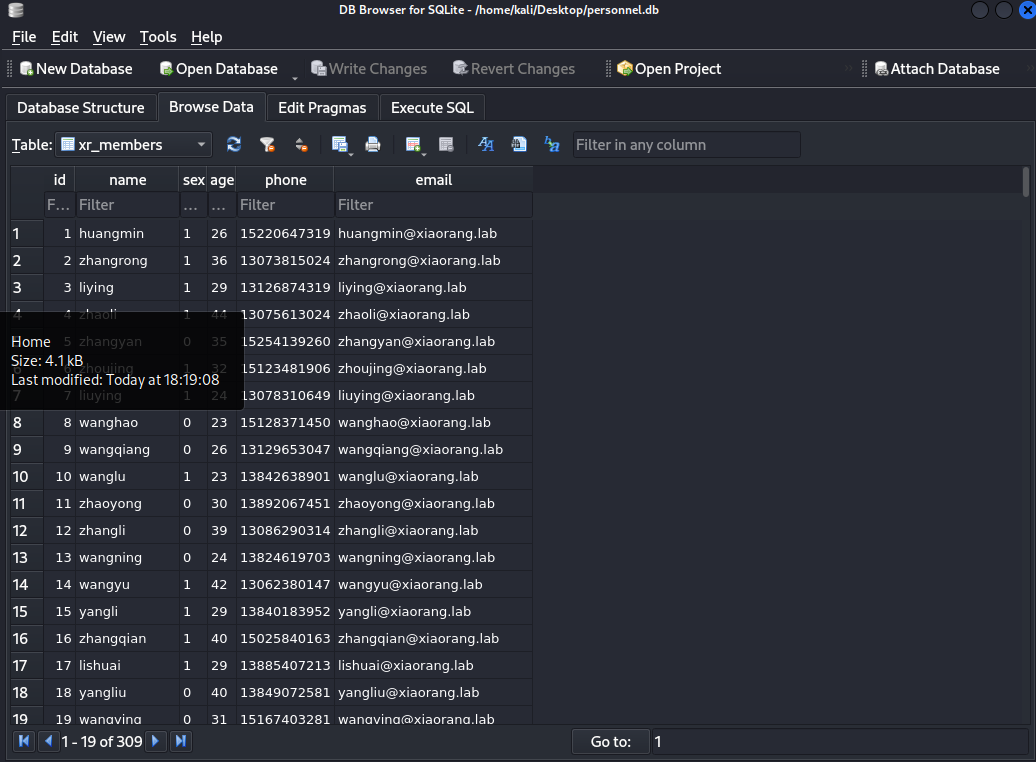 DB Browser for SQLite - /home/kali/Desktop/personnel.db
File Edit View Tools Help
New Database Open Database Write Changes Revert Changes Open Project Attach Database
Database Structure Browse Data Edit Pragmas Execute SQL
Table: xr_members Filter in any column
id name sex age phone email
F... Filter ... ... Filter Filter
1 1 huangmin 1 26 15220647319 huangmin@xiaorang.lab
2 2 zhangrong 1 36 13073815024 zhangrong@xiaorang.lab
3 3 liying 1 29 13126874319 liying@xiaorang.lab
4 4 zhaoli 1 44 13075613024 zhaoli@xiaorang.lab
5 zhangyan 0 35 15254139260 zhangyan@xiaorang.lab
6 6 zhoujing 1 32 15123481906 zhoujing@xiaorang.lab
7 7 liuying 1 24 13078310649 liuying@xiaorang.lab
Home
Size: 4.1 kB
Last modified: Today at 18:19:08
8 8 wanghao 0 23 15128371450 wanghao@xiaorang.lab
9 9 wangqiang 0 26 13129653047 wangqiang@xiaorang.lab
10 10 wanglu 1 23 13842638901 wanglu@xiaorang.lab
11 11 zhaoyong 0 30 13892067451 zhaoyong@xiaorang.lab
12 12 zhangli 0 39 13086290314 zhangli@xiaorang.lab
13 13 wangning 0 24 13824619703 wangning@xiaorang.lab
14 14 wangyu 1 42 13062380147 wangyu@xiaorang.lab
15 15 yangli 1 29 13840183952 yangli@xiaorang.lab
16 16 zhangqian 1 40 15025840163 zhangqian@xiaorang.lab
17 17 lishuai 1 29 13885407213 lishuai@xiaorang.lab
18 18 yangliu 0 40 13849072581 yangliu@xiaorang.lab
19 19 wangying 0 31 15167403281 wangying@xiaorang.lab
1 - 19 of 309 Go to: 1